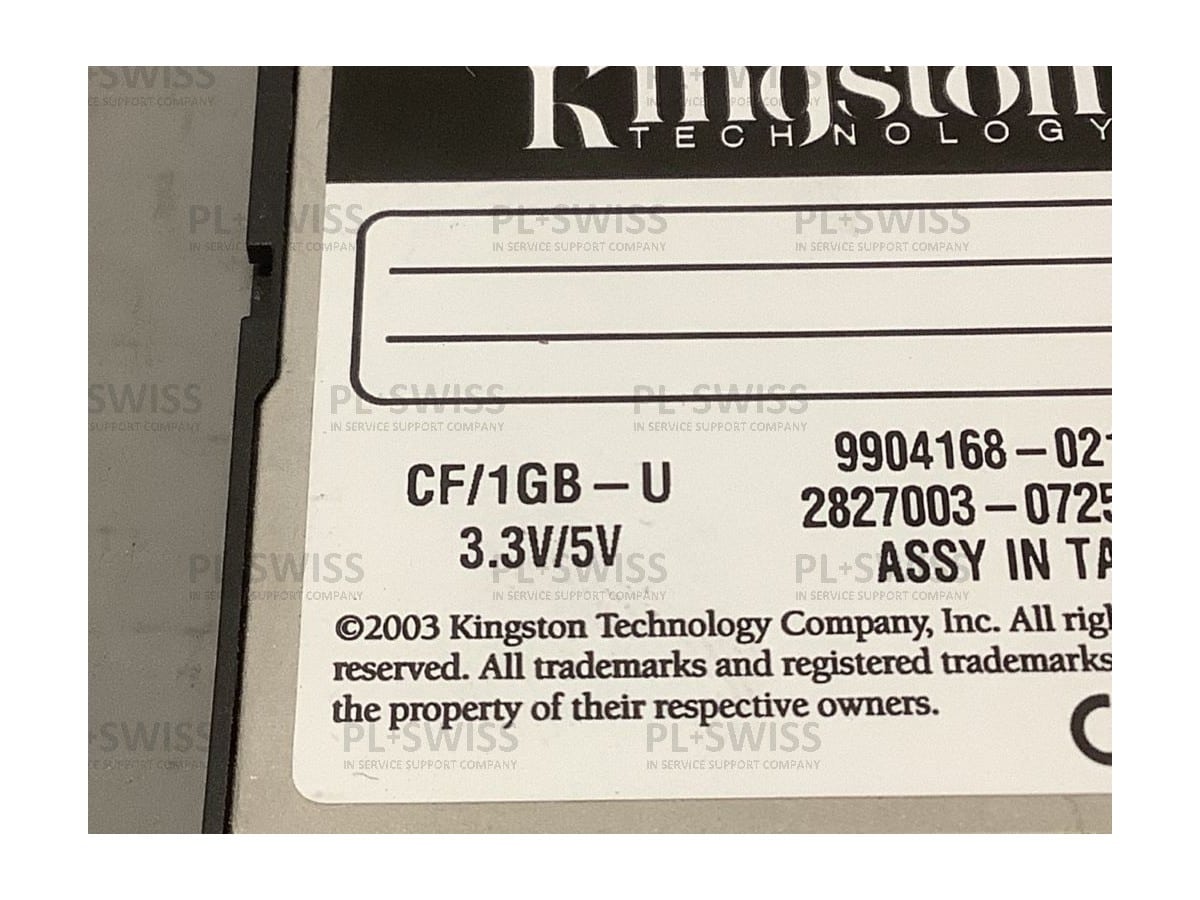 Kingston
TECHNOLOGY
CF/1GB-U
3.3V/5V
9904168-021
2827003-0725
ASSY IN TA
©2003 Kingston Technology Company, Inc. All righ
reserved. All trademarks and registered trademarks
the property of their respective owners.
PL+SWISS
IN SERVICE SUPPORT COMPANY